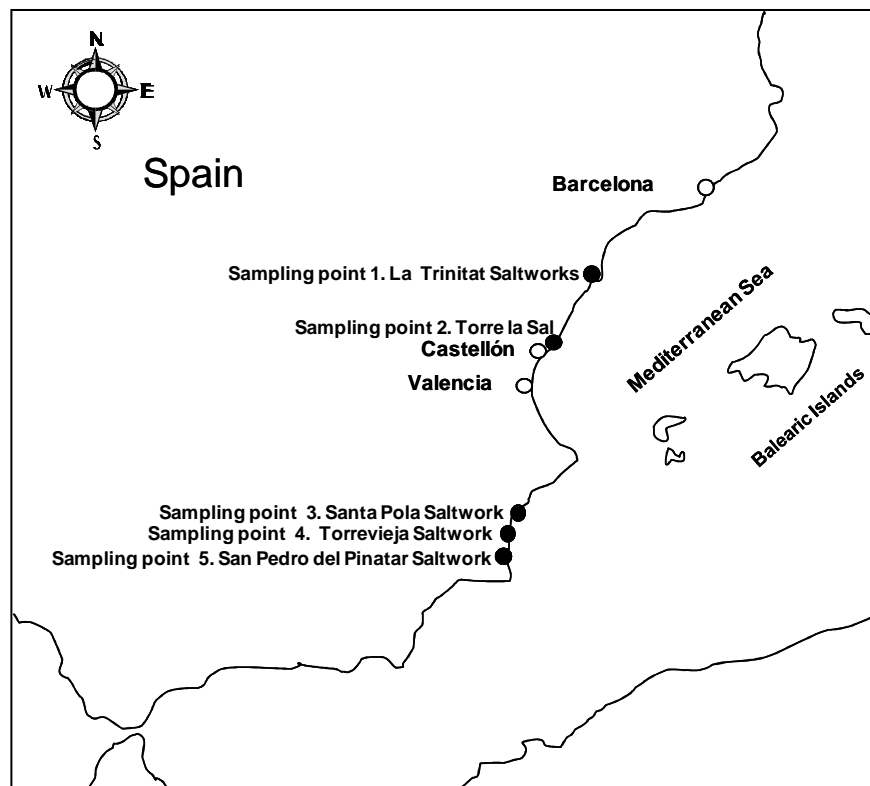 N
W E
S
Spain
Barcelona
Sampling point 1. La Trinitat Saltworks
Mediterranean Sea
Sampling point 2. Torre la Sal
Castellón
Valencia
Balearic Islands
Sampling point 3. Santa Pola Saltwork
Sampling point 4. Torrevieja Saltwork
Sampling point 5. San Pedro del Pinatar Saltwork